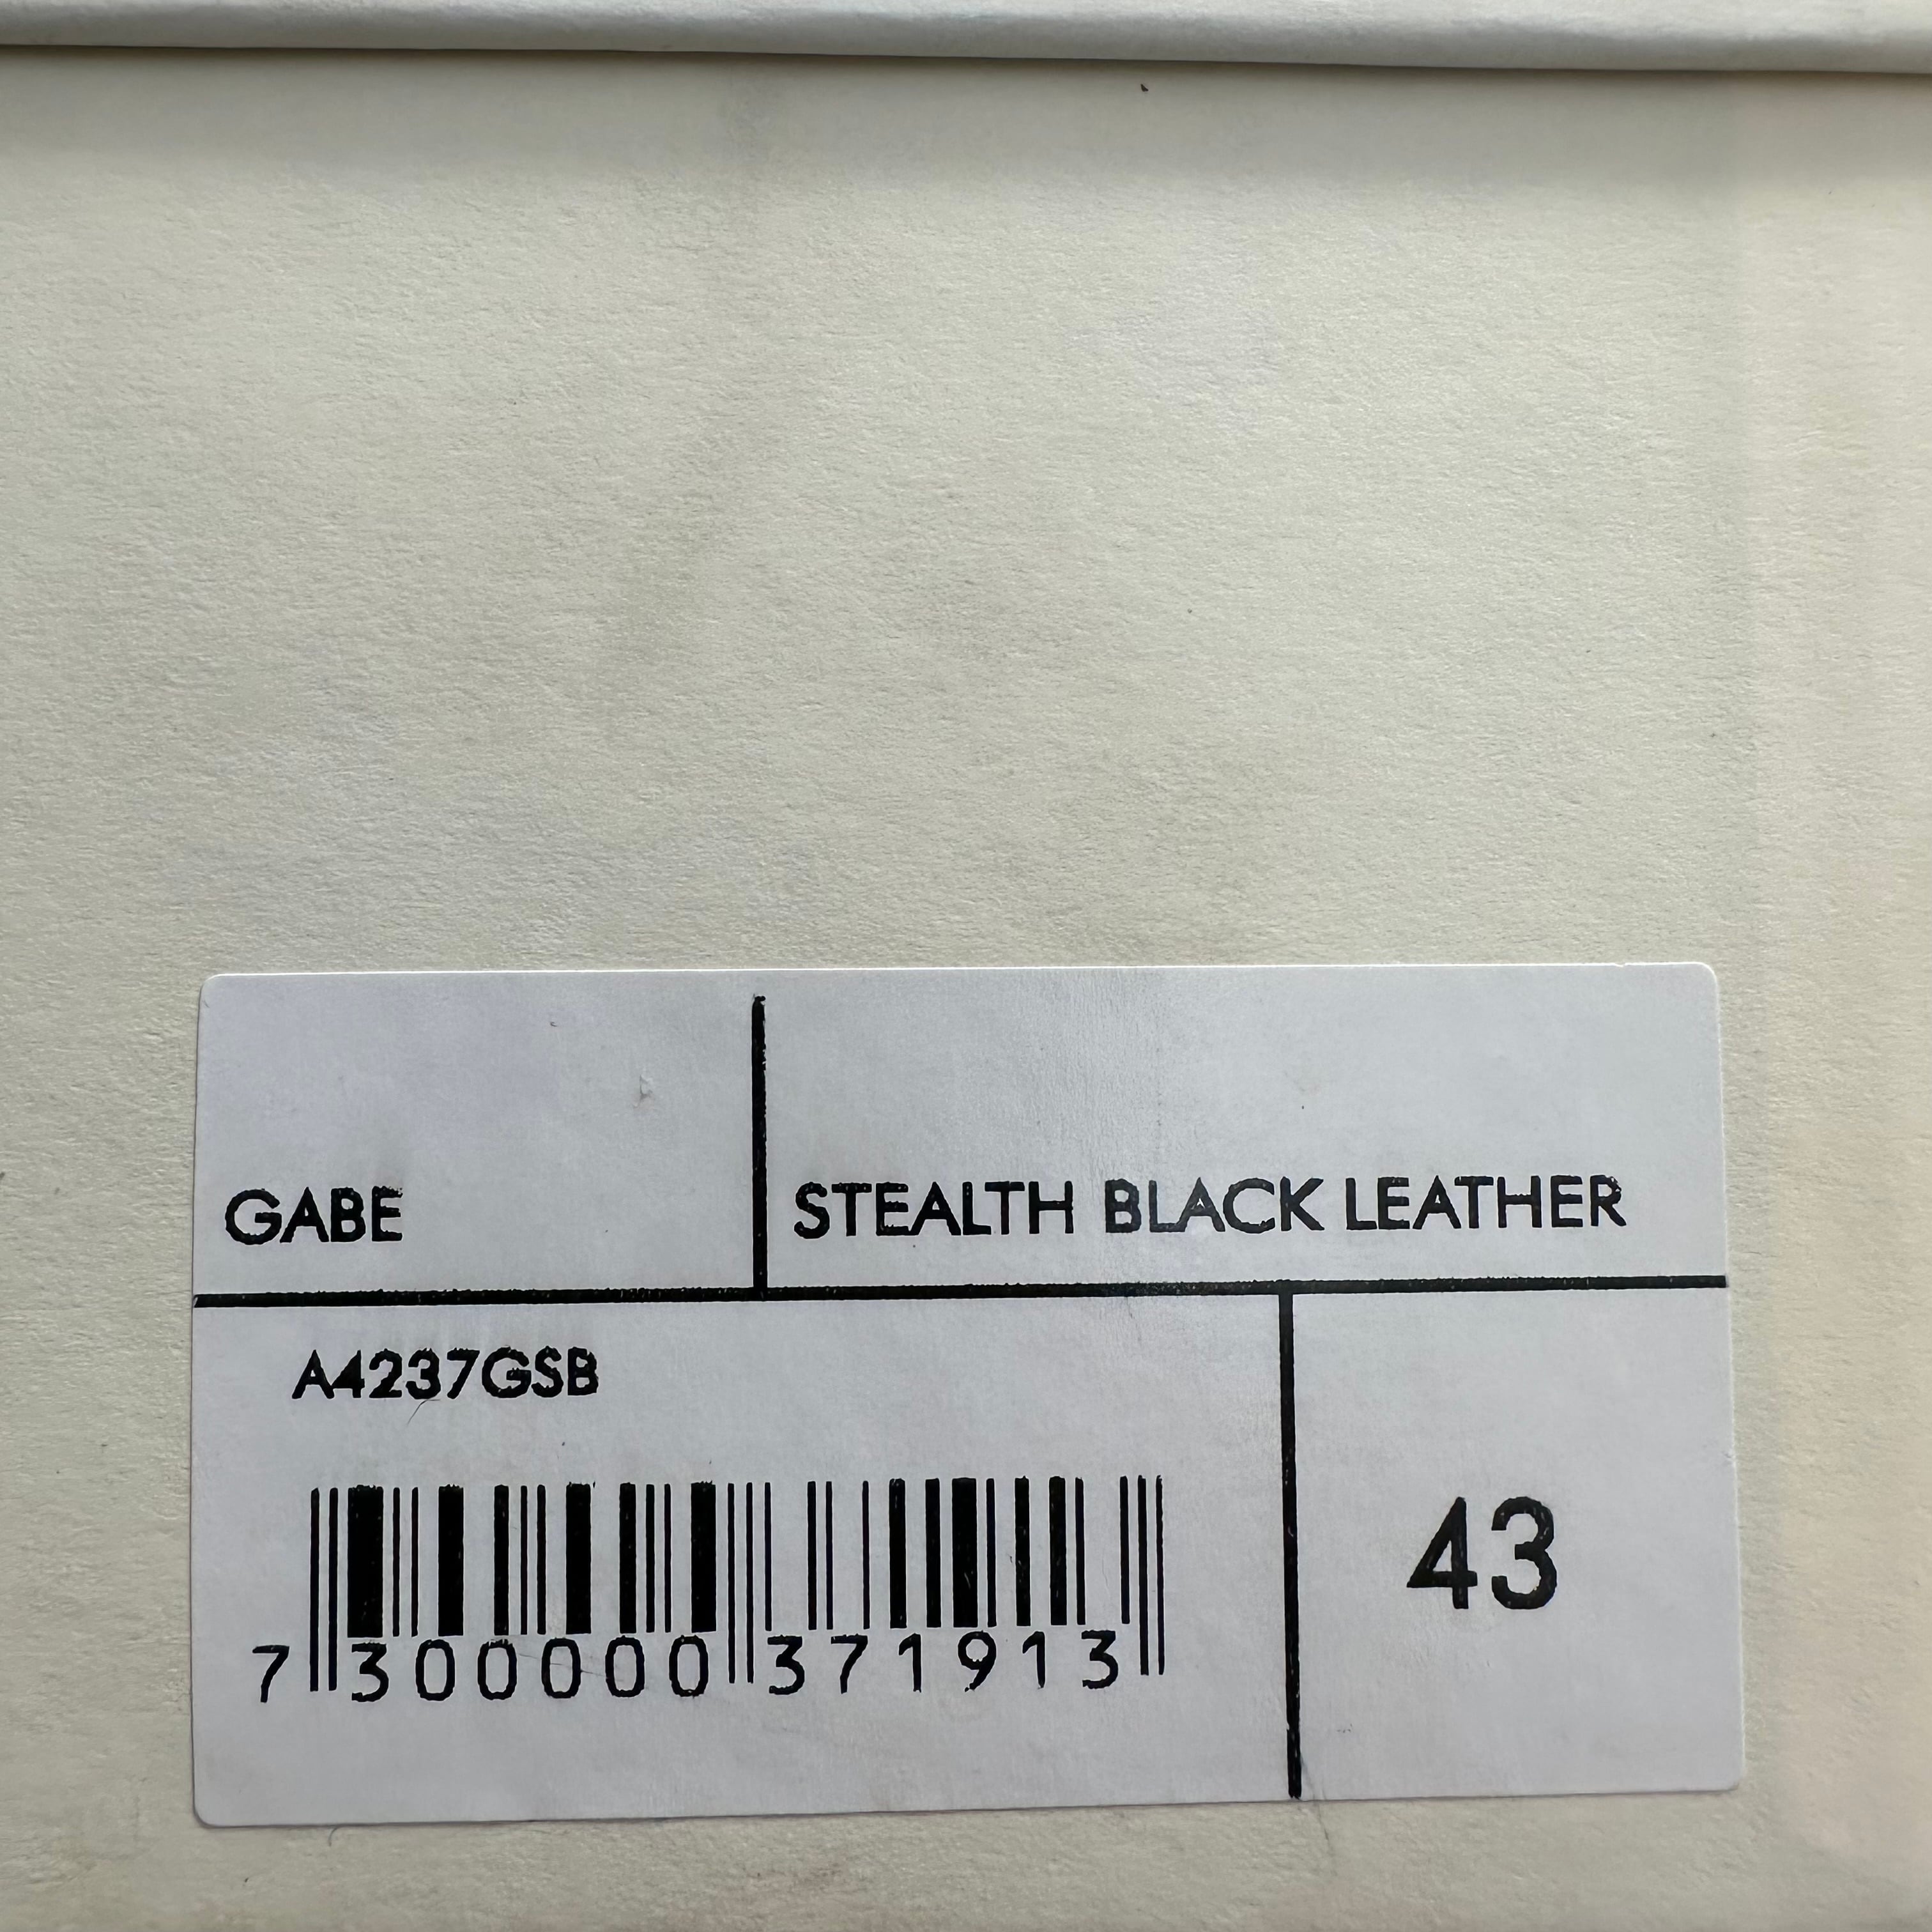 GABE
STEALTH BLACK LEATHER
A4237GSB
7 300000 371913
43